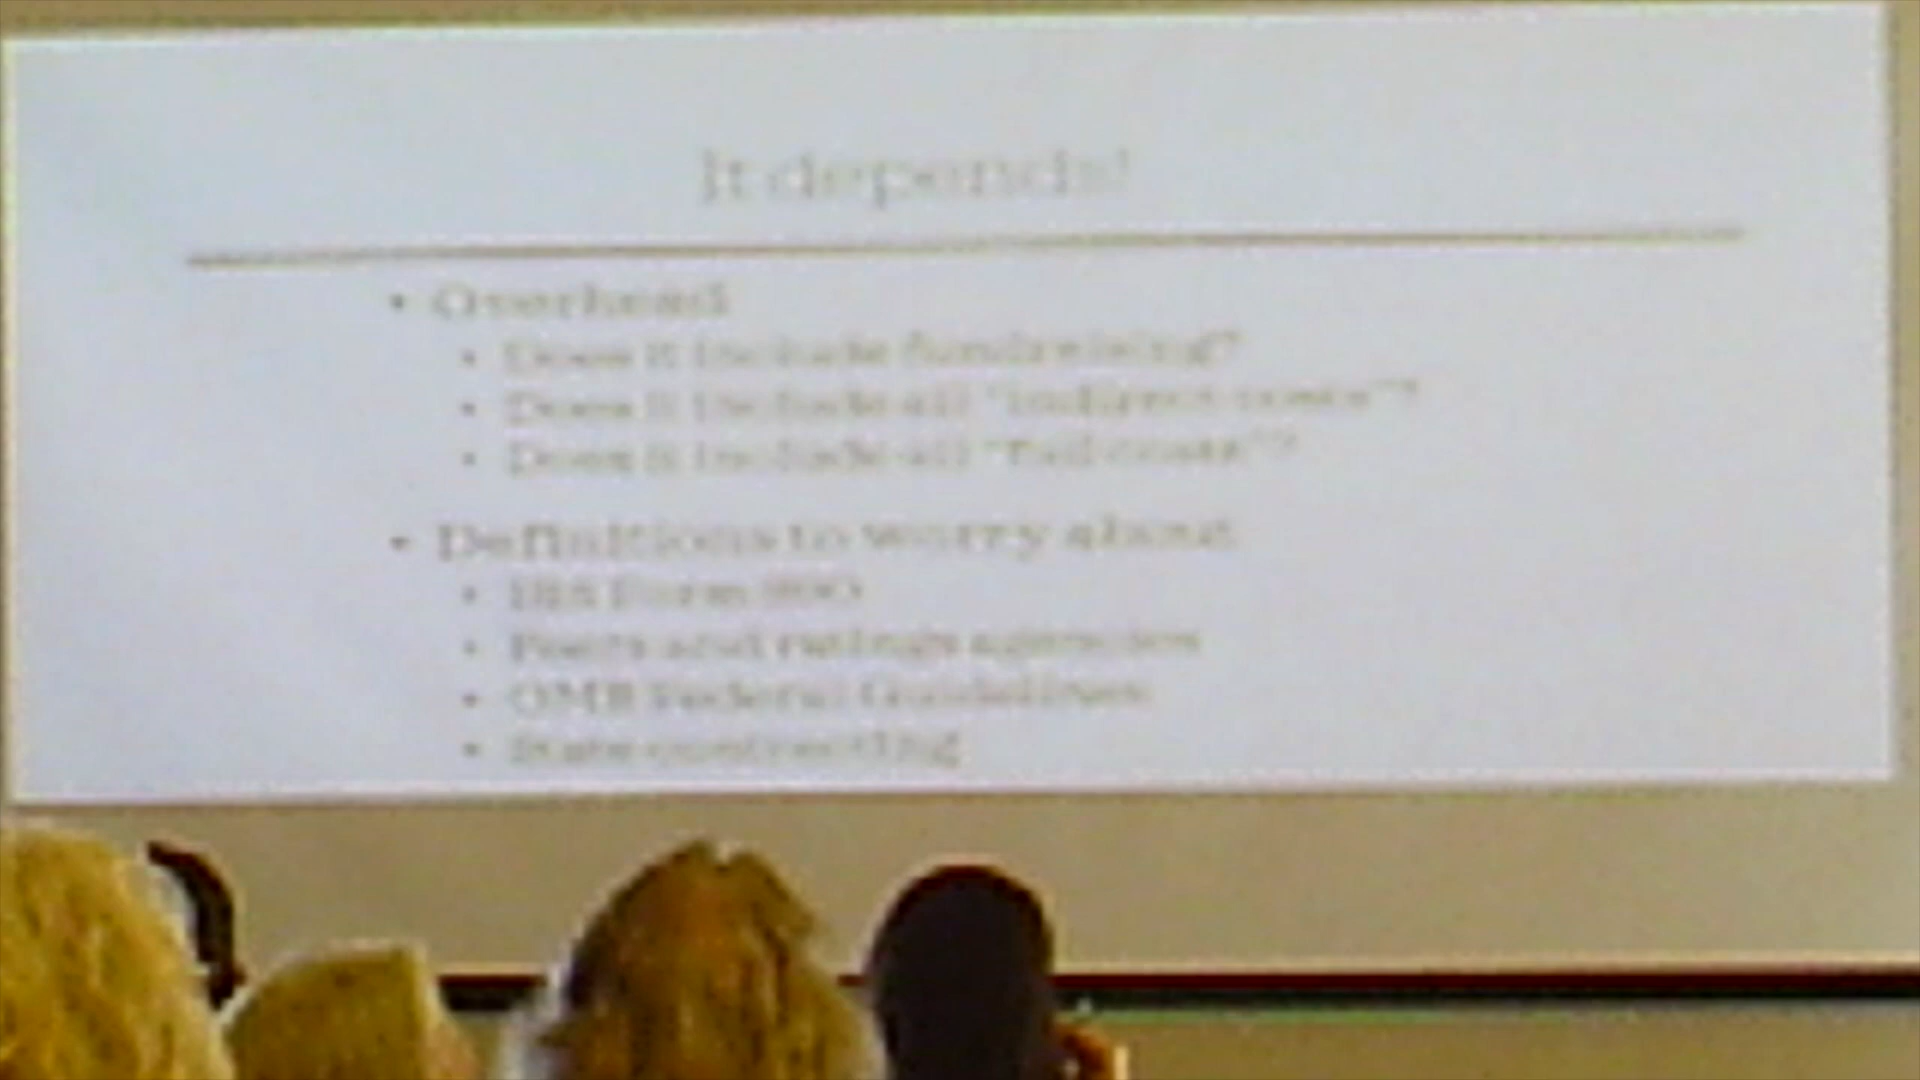 It depends!
• Overhead
• Does it include fundraising?
• Does it include all "indirect costs"?
• Does it include all "full costs"?
• Definitions to worry about
• IRS Form 990
• Peers and ratings agencies
• OMB Federal Guidelines
• State contracting